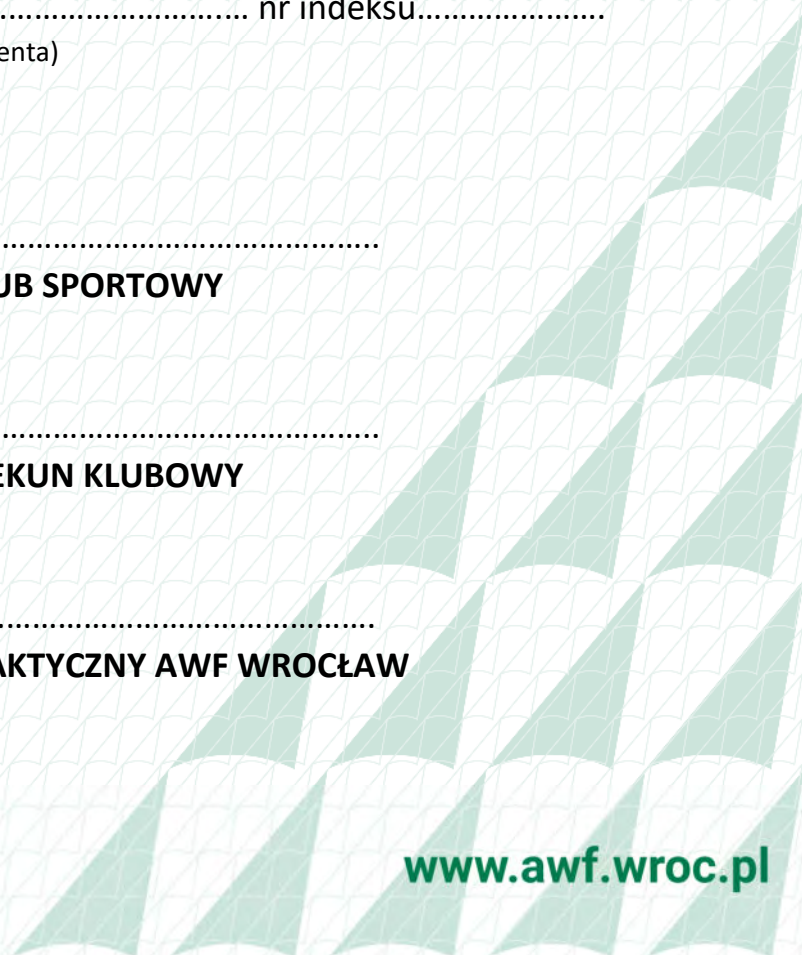 ……………………….… nr indeksu………………….
enta)
…………………………………………..
UB SPORTOWY
…………………………………………..
EKUN KLUBOWY
………………………………………….
AKTYCZNY AWF WROCŁAW
www.awf.wroc.pl